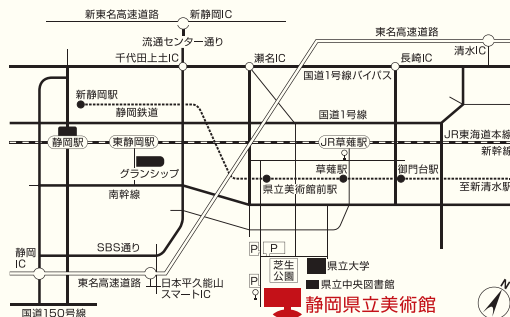 新東名高速道路
新静岡IC
東名高速道路
流通センター通り
清水IC
千代田上土IC
瀬名IC
長崎IC
国道1号線バイパス
新静岡駅
静岡鉄道
国道1号線
JR東海道本線
静岡駅
東静岡駅
JR草薙駅
新幹線
グランシップ
草薙駅
御門台駅
県立美術館前駅
至新清水駅
南幹線
SBS通り
P
P
静岡
IC
芝生
公園
県立大学
東名高速道路
日本平久能山
スマートIC
P
県立中央図書館
静岡県立美術館
国道150号線
N